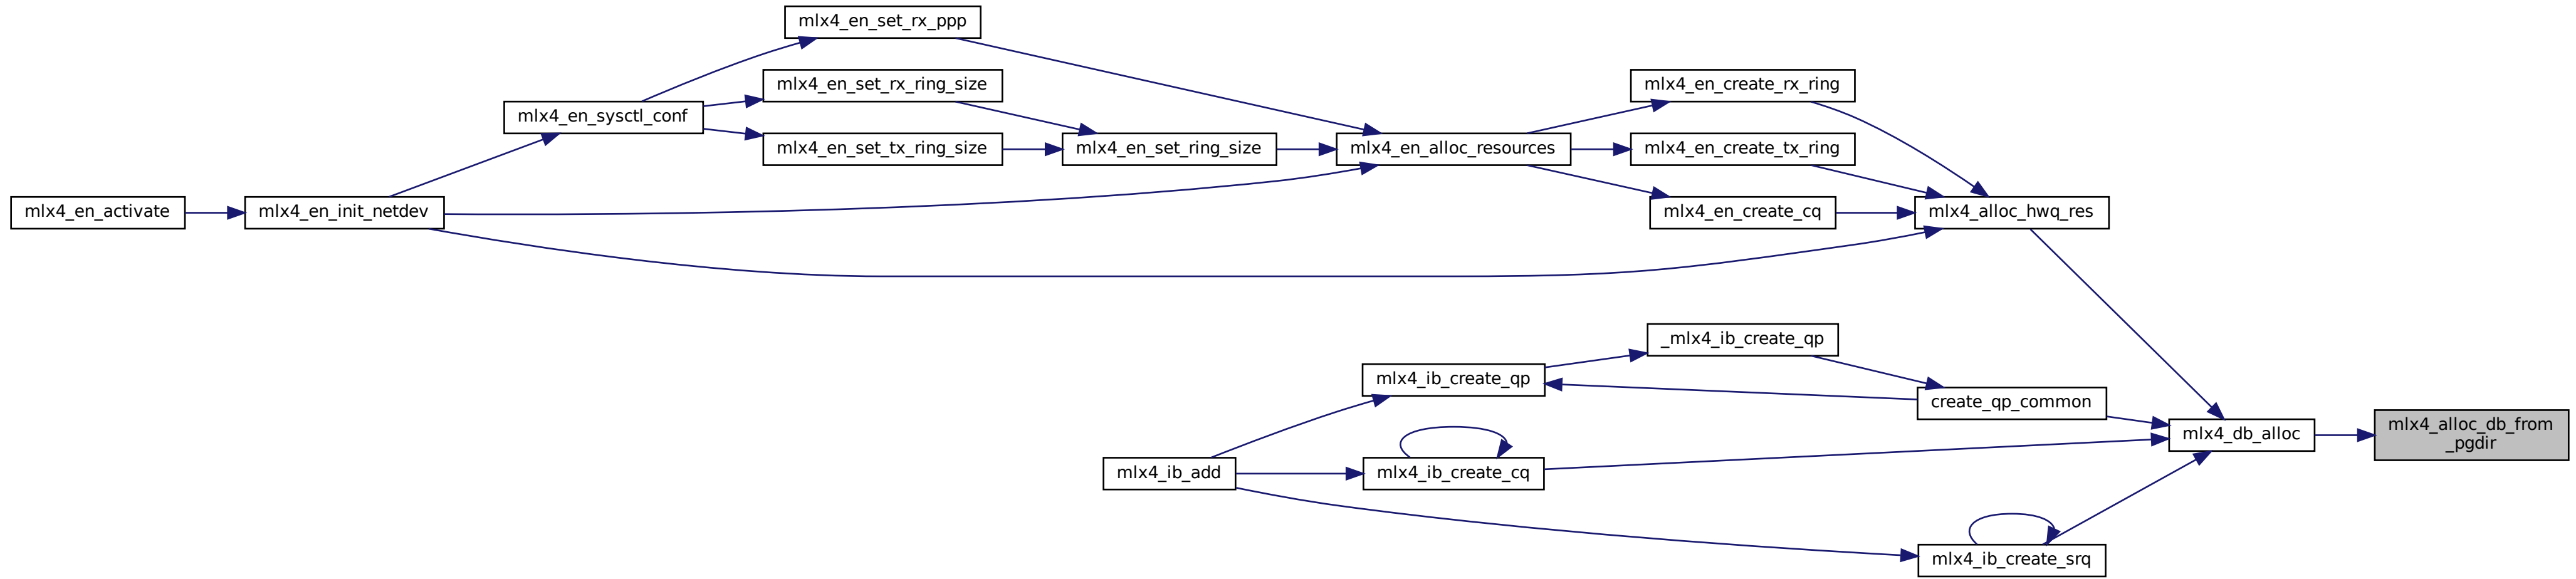 mlx4_en_set_rx_ppp
mlx4_en_set_rx_ring_size
mlx4_en_create_rx_ring
mlx4_en_sysctl_conf
mlx4_en_set_tx_ring_size
mlx4_en_set_ring_size
mlx4_en_alloc_resources
mlx4_en_create_tx_ring
mlx4_en_activate
mlx4_en_init_netdev
mlx4_en_create_cq
mlx4_alloc_hwq_res
_mlx4_ib_create_qp
mlx4_ib_create_qp
create_qp_common
mlx4_db_alloc
mlx4_alloc_db_from
_pgdir
mlx4_ib_add
mlx4_ib_create_cq
mlx4_ib_create_srq